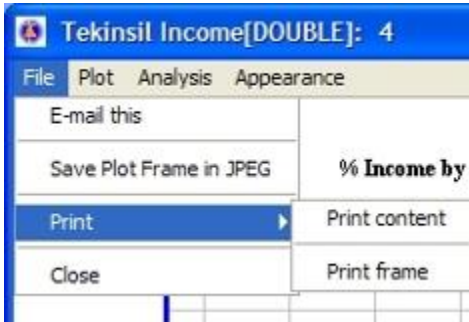 Tekinsil Income[DOUBLE]: 4
File Plot Analysis Appearance
E-mail this
Save Plot Frame in JPEG
% Income by
Print
Print content
Close
Print frame